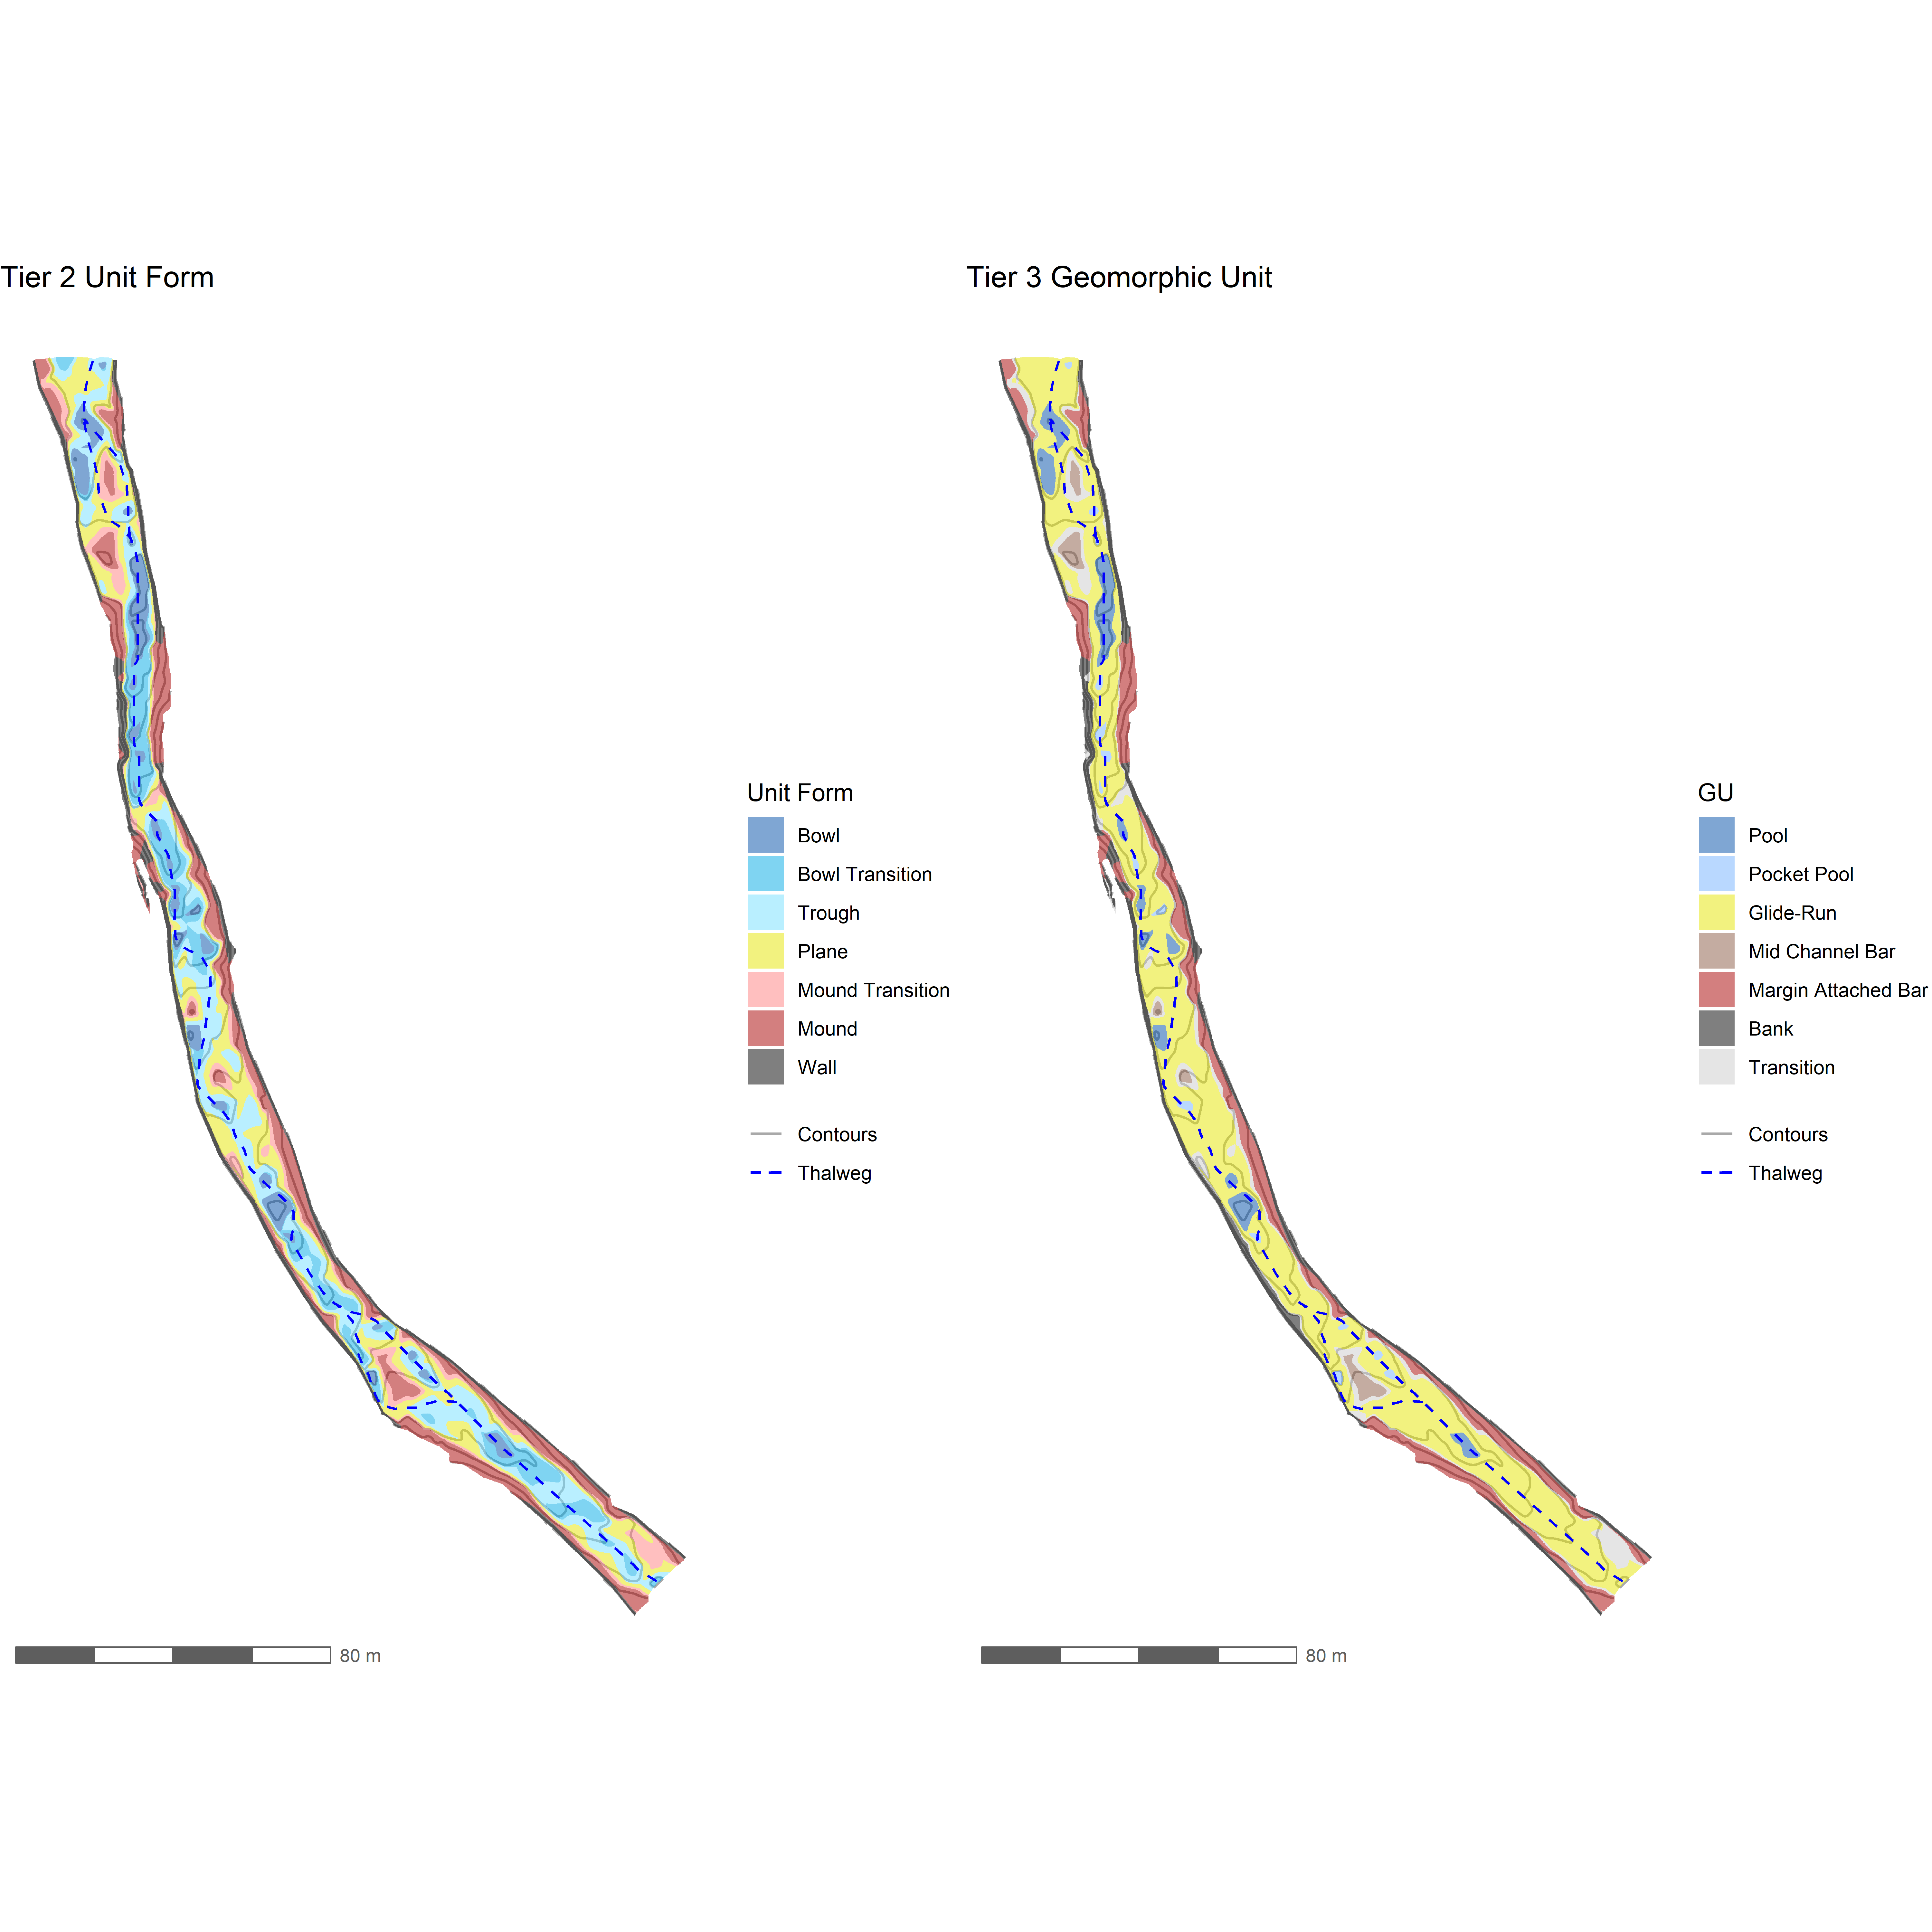 Tier 2 Unit Form
Unit Form
Bowl
Bowl Transition
Trough
Plane
Mound Transition
Mound
Wall
Contours
Thalweg
80 m
Tier 3 Geomorphic Unit
GU
Pool
Pocket Pool
Glide-Run
Mid Channel Bar
Margin Attached Bar
Bank
Transition
Contours
Thalweg
80 m